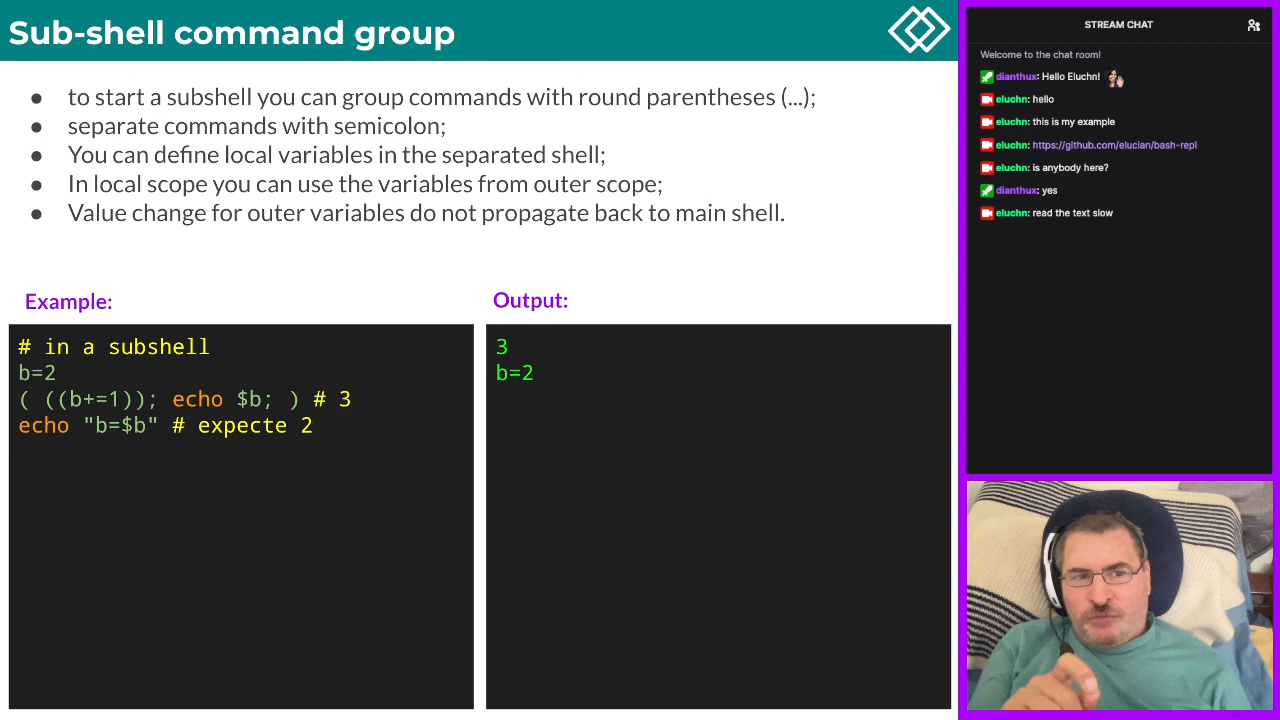 Sub-shell command group
● to start a subshell you can group commands with round parentheses (...);
● separate commands with semicolon;
● You can define local variables in the separated shell;
● In local scope you can use the variables from outer scope;
● Value change for outer variables do not propagate back to main shell.
Example:
# in a subshell
b=2
( ((b+=1)); echo $b; ) # 3
echo "b=$b" # expecte 2
Output:
3
b=2
STREAM CHAT
Welcome to the chat room!
dianthux: Hello Eluchn!
eluchn: hello
eluchn: this is my example
eluchn: https://github.com/elucian/bash-repl
eluchn: is anybody here?
dianthux: yes
eluchn: read the text slow